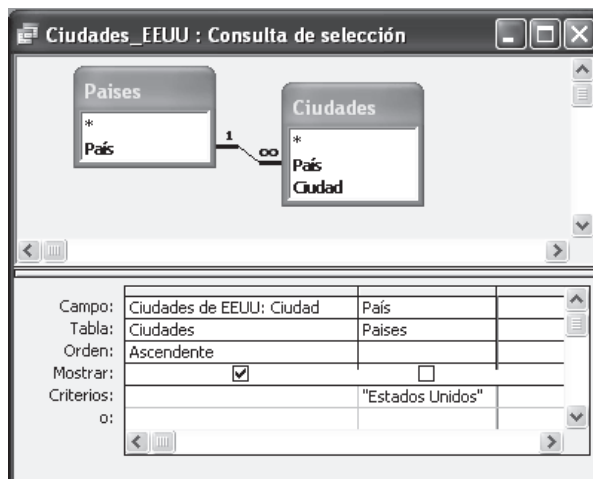 Ciudades_EEUU : Consulta de selección
Paises
*
País
1
∞
Ciudades
*
País
Ciudad
Campo: Ciudades de EEUU: Ciudad País
Tabla: Ciudades Paises
Orden: Ascendente
Mostrar:
Criterios: "Estados Unidos"
o: